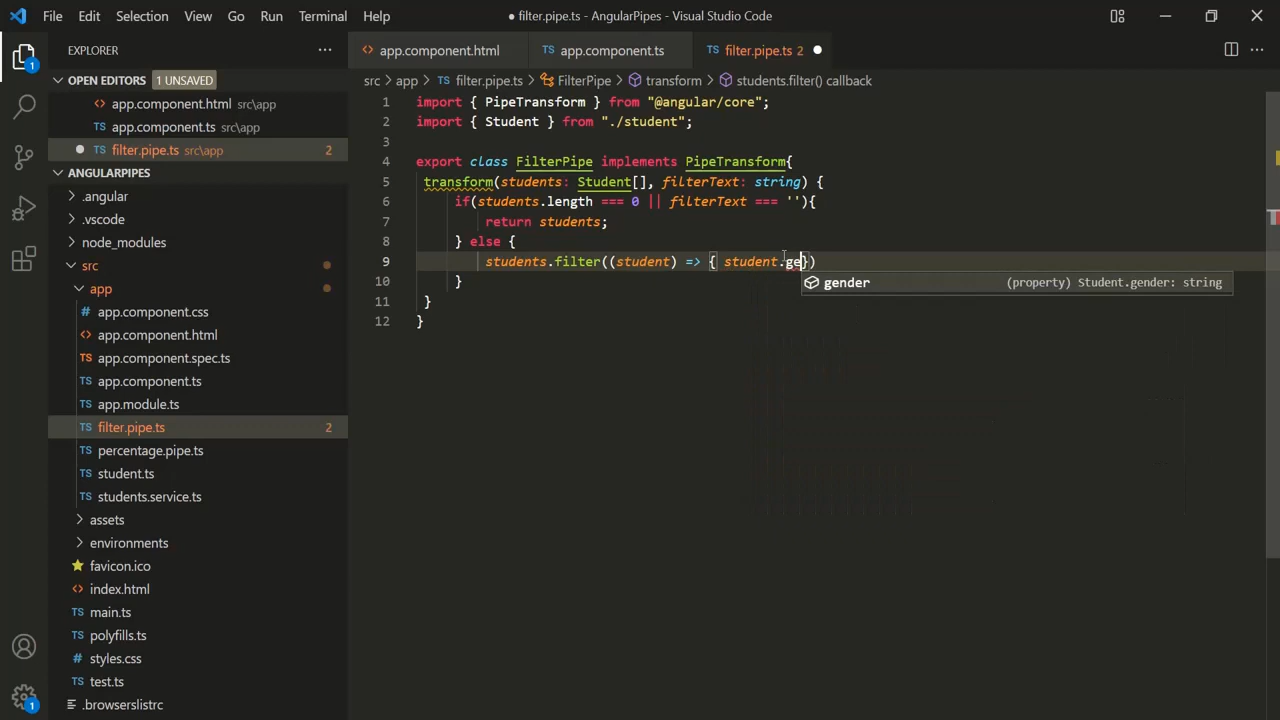 File Edit Selection View Go Run Terminal Help
● filter.pipe.ts - AngularPipes - Visual Studio Code
EXPLORER
OPEN EDITORS 1 UNSAVED
app.component.html src\app
app.component.ts src\app
filter.pipe.ts src\app 2
ANGULARPIPES
.angular
.vscode
node_modules
src
app
app.component.css
app.component.html
app.component.spec.ts
app.component.ts
app.module.ts
filter.pipe.ts 2
percentage.pipe.ts
student.ts
students.service.ts
assets
environments
favicon.ico
index.html
main.ts
polyfills.ts
styles.css
test.ts
.browserslistrc
1
1
app.component.html app.component.ts filter.pipe.ts 2
src > app > filter.pipe.ts > FilterPipe > transform > students.filter() callback
1 import { PipeTransform } from "@angular/core";
2 import { Student } from "./student";
3
4 export class FilterPipe implements PipeTransform{
5 transform(students: Student[], filterText: string) {
6 if(students.length === 0 || filterText === ''){
7 return students;
8 } else {
9 students.filter((student) => { student.ge})
10 }
11 }
12 }
gender (property) Student.gender: string